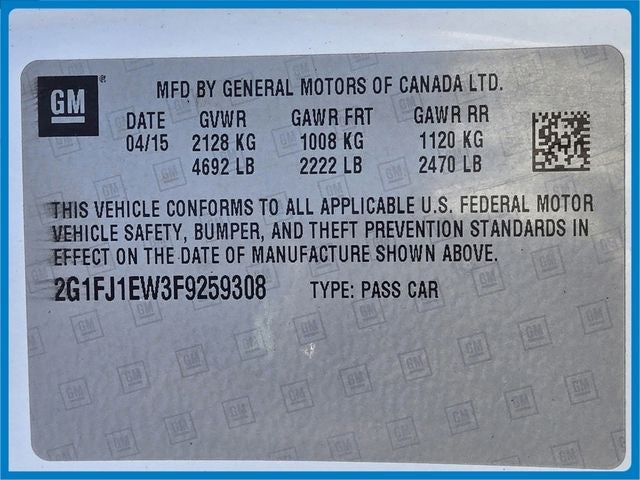 GM
MFD BY GENERAL MOTORS OF CANADA LTD.
DATE GVWR GAWR FRT GAWR RR
04/15 2128 KG 1008 KG 1120 KG
4692 LB 2222 LB 2470 LB
THIS VEHICLE CONFORMS TO ALL APPLICABLE U.S. FEDERAL MOTOR
VEHICLE SAFETY, BUMPER, AND THEFT PREVENTION STANDARDS IN
EFFECT ON THE DATE OF MANUFACTURE SHOWN ABOVE.
2G1FJ1EW3F9259308 TYPE: PASS CAR